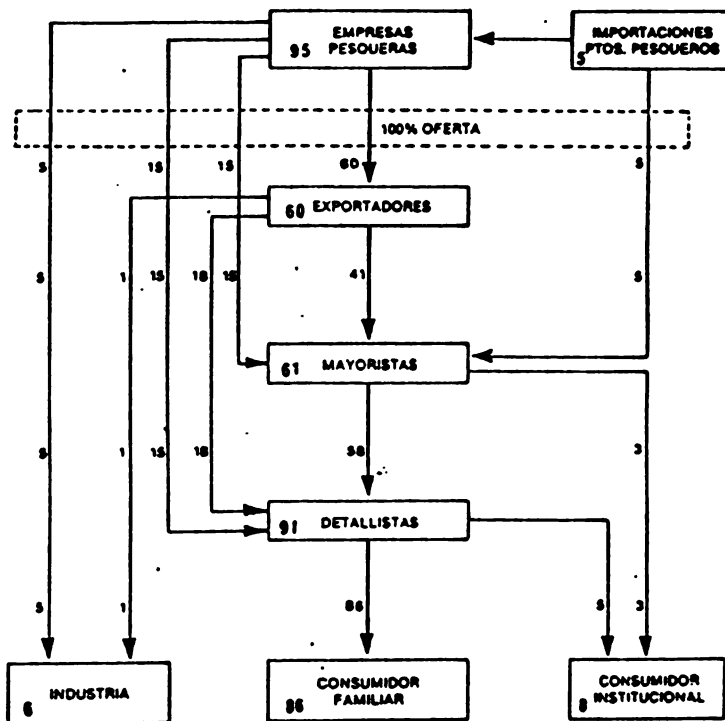 EMPRESAS
PESQUERAS
95
IMPORTACIONES
PTOS. PESQUEROS
5
100% OFERTA
5
15
15
60
5
60 EXPORTADORES
5
1
15
18
15
41
5
61 MAYORISTAS
5
1
15
18
58
3
91 DETALLISTAS
5
1
86
5
3
6 INDUSTRIA
CONSUMIDOR
86 FAMILIAR
CONSUMIDOR
8 INSTITUCIONAL